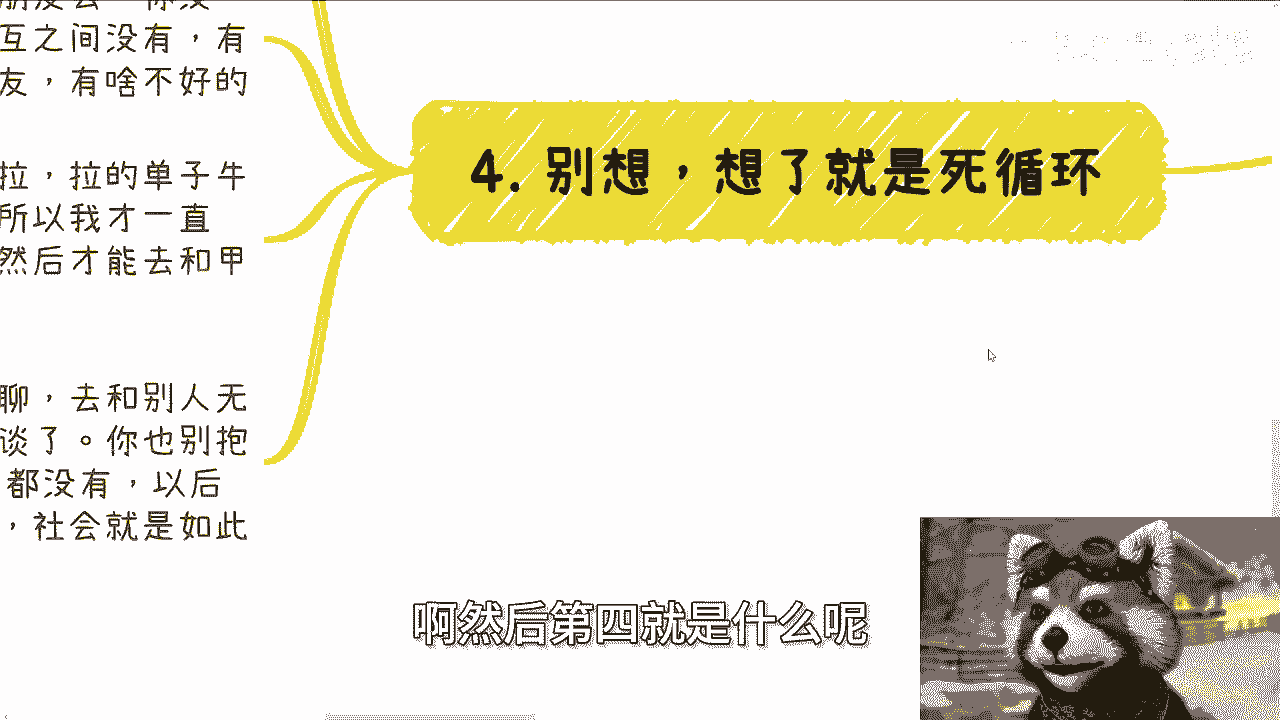 互之间没有，有
友，有啥不好的
拉，拉的单子牛
所以我才一直
然后才能去和甲
聊，去和别人无
谈了。你也别抱
都没有，以后
，社会就是如此
4. 别想，想了就是死循环
啊然后第四就是什么呢